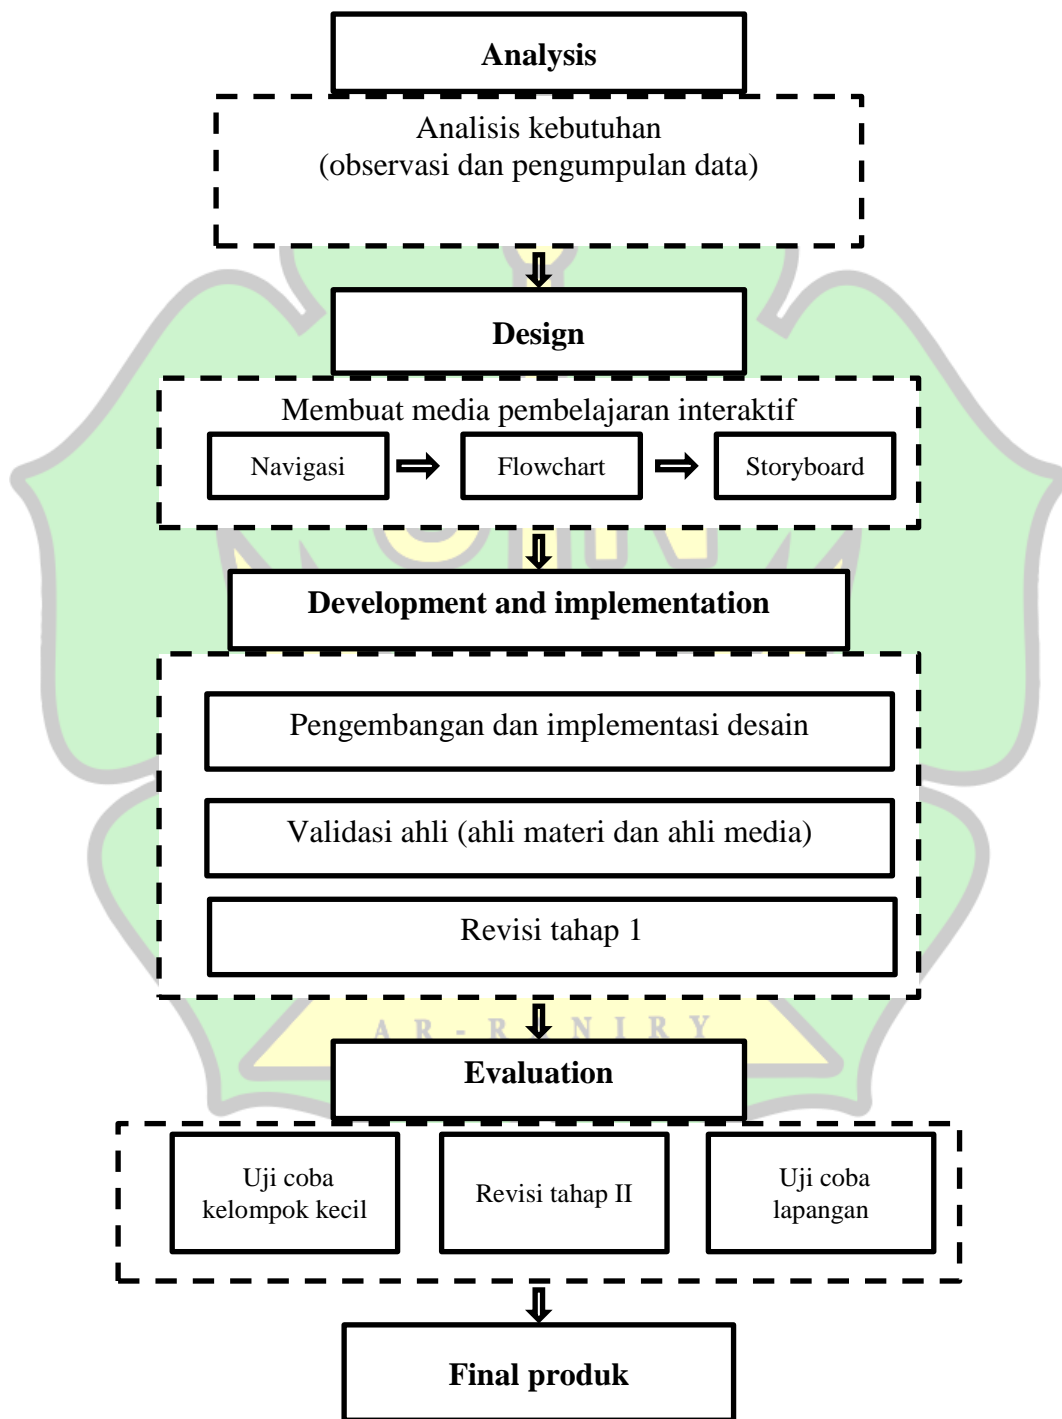 Analysis
Analisis kebutuhan
(observasi dan pengumpulan data)
Design
Membuat media pembelajaran interaktif
Navigasi
Flowchart
Storyboard
Development and implementation
Pengembangan dan implementasi desain
Validasi ahli (ahli materi dan ahli media)
Revisi tahap 1
AR-RANIRY
Evaluation
Uji coba
kelompok kecil
Revisi tahap II
Uji coba
lapangan
Final produk